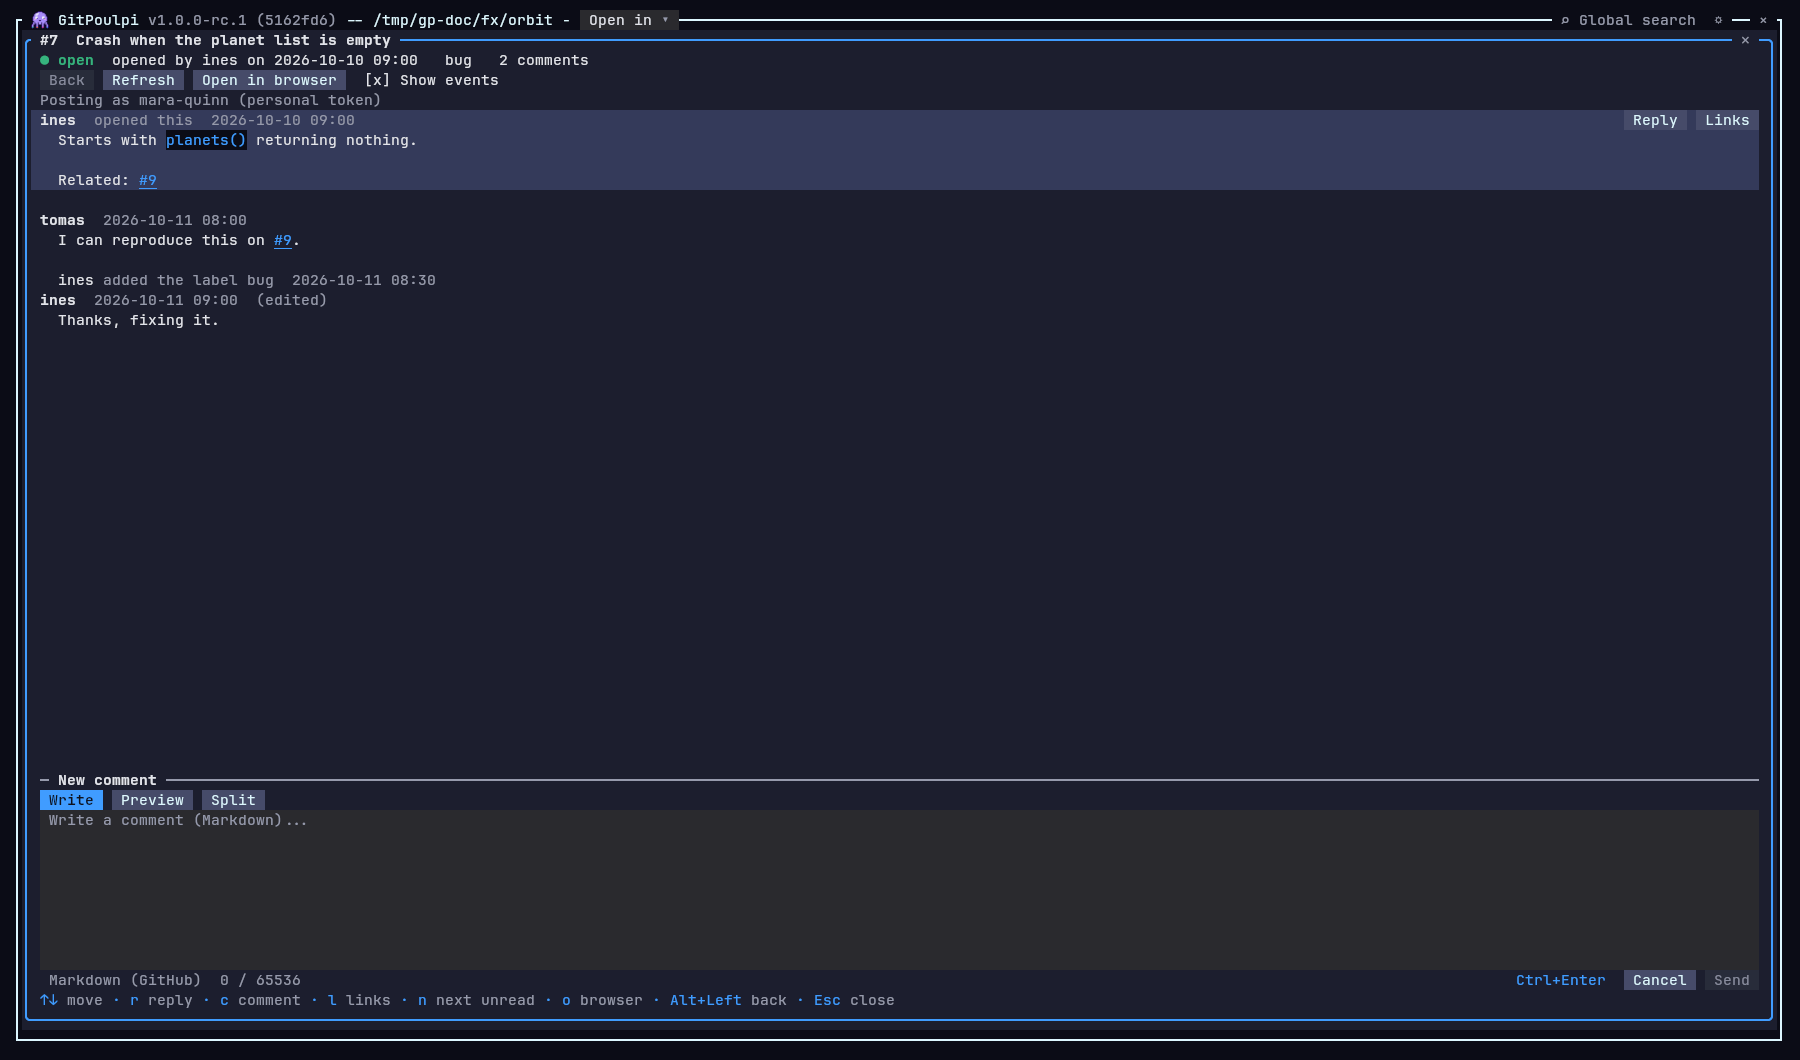 GitPoulpi v1.0.0-rc.1 (5162fd6) -- /tmp/gp-doc/fx/orbit - Open in ▾ ⌕ Global search ☼ ×
#7 Crash when the planet list is empty ×
● open opened by ines on 2026-10-10 09:00 bug 2 comments
Back Refresh Open in browser [x] Show events
Posting as mara-quinn (personal token)
ines opened this 2026-10-10 09:00 Reply Links
Starts with planets() returning nothing.
Related: #9
tomas 2026-10-11 08:00
I can reproduce this on #9.
ines added the label bug 2026-10-11 08:30
ines 2026-10-11 09:00 (edited)
Thanks, fixing it.
New comment
Write Preview Split
Write a comment (Markdown)...
Markdown (GitHub) 0 / 65536 Ctrl+Enter Cancel Send
↑↓ move · r reply · c comment · l links · n next unread · o browser · Alt+Left back · Esc close